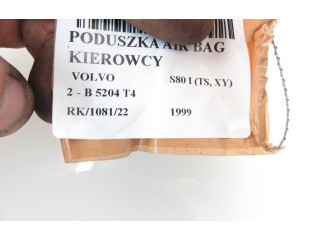 PODUSZKA AIR BAG
KIEROWCY
VOLVO S80 I (TS, XY)
2 - B 5204 T4
RK/1081/22 1999